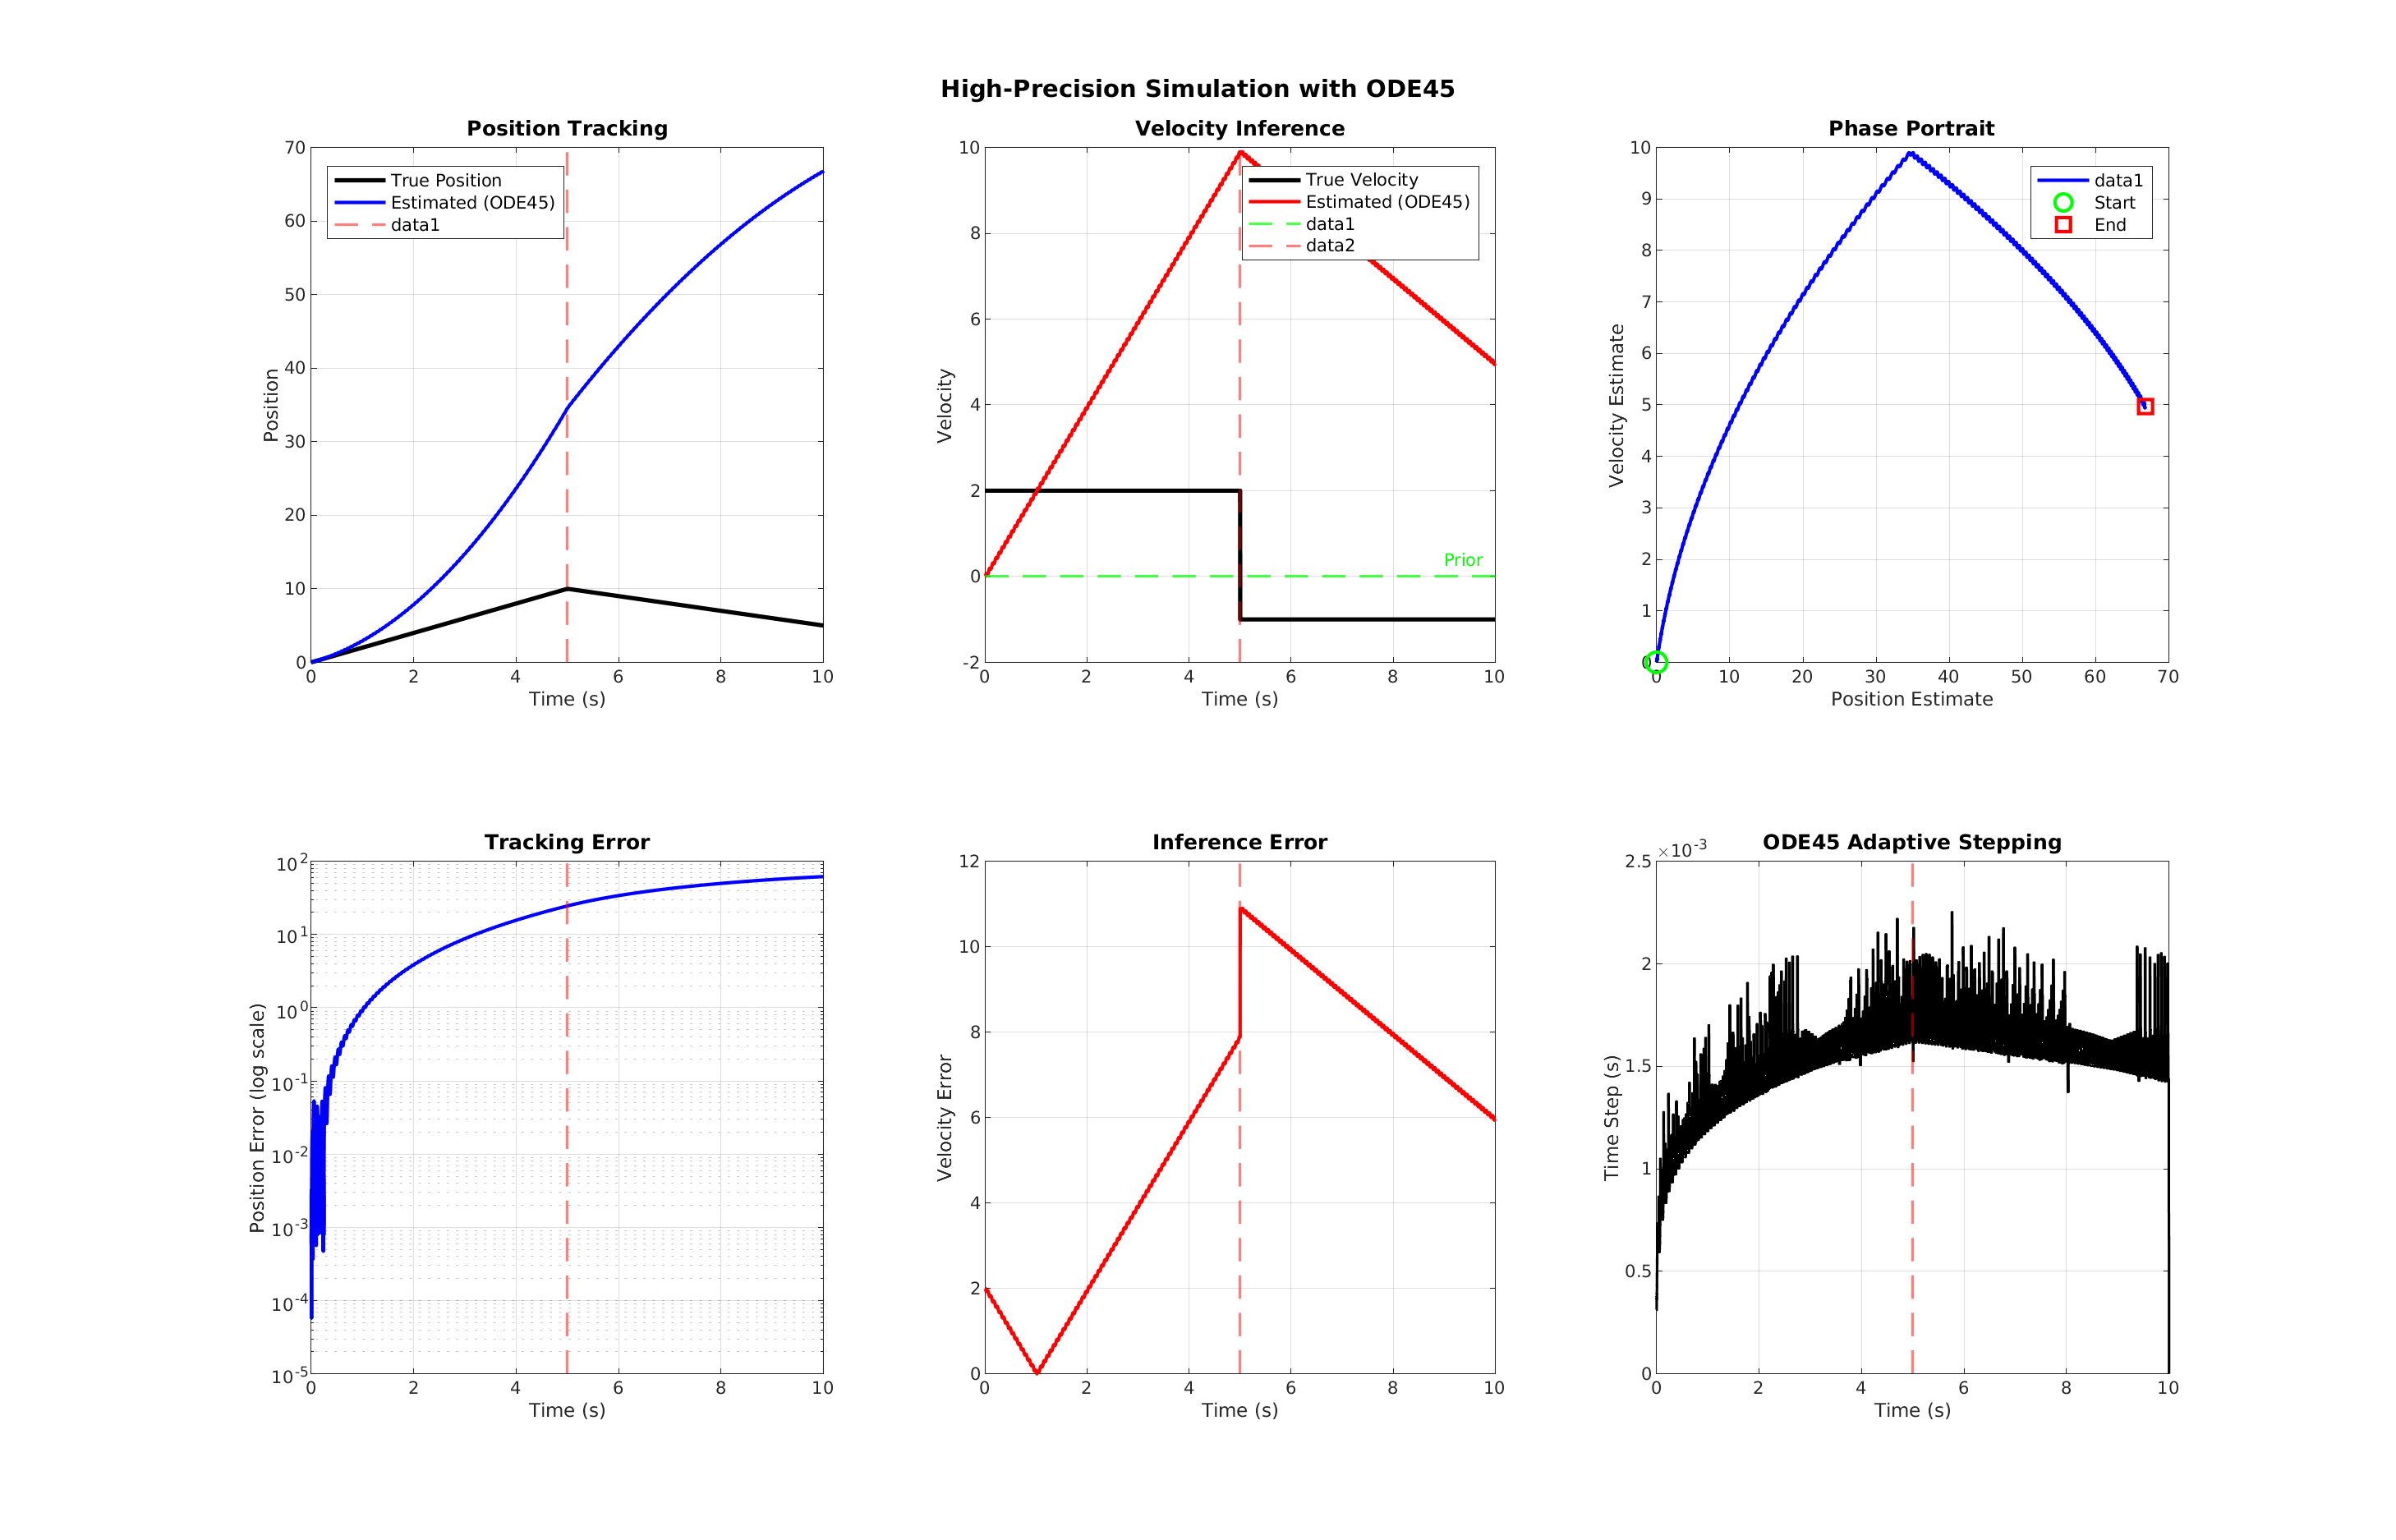 High-Precision Simulation with ODE45
Position Tracking
70
60
50
40
30
20
10
0
0 2 4 6 8 10
Position
Time (s)
True Position
Estimated (ODE45)
data1
Velocity Inference
10
8
6
4
2
0
-2
0 2 4 6 8 10
Velocity
Time (s)
True Velocity
Estimated (ODE45)
data1
data2
Prior
Phase Portrait
10
9
8
7
6
5
4
3
2
1
0
0 10 20 30 40 50 60 70
Velocity Estimate
Position Estimate
data1
Start
End
Tracking Error
10^2
10^1
10^0
10^-1
10^-2
10^-3
10^-4
10^-5
0 2 4 6 8 10
Position Error (log scale)
Time (s)
Inference Error
12
10
8
6
4
2
0
0 2 4 6 8 10
Velocity Error
Time (s)
ODE45 Adaptive Stepping
×10^-3
2.5
2
1.5
1
0.5
0
0 2 4 6 8 10
Time Step (s)
Time (s)